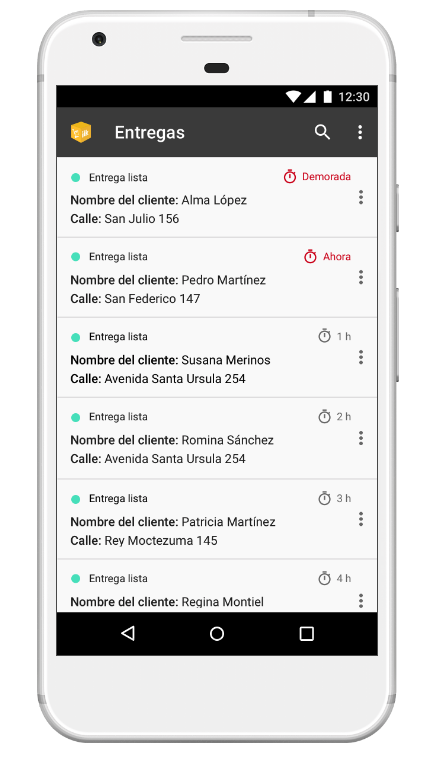 12:30
Entregas
Entrega lista
Demorada
Nombre del cliente: Alma López
Calle: San Julio 156
Entrega lista
Ahora
Nombre del cliente: Pedro Martínez
Calle: San Federico 147
Entrega lista
1 h
Nombre del cliente: Susana Merinos
Calle: Avenida Santa Ursula 254
Entrega lista
2 h
Nombre del cliente: Romina Sánchez
Calle: Avenida Santa Ursula 254
Entrega lista
3 h
Nombre del cliente: Patricia Martínez
Calle: Rey Moctezuma 145
Entrega lista
4 h
Nombre del cliente: Regina Montiel